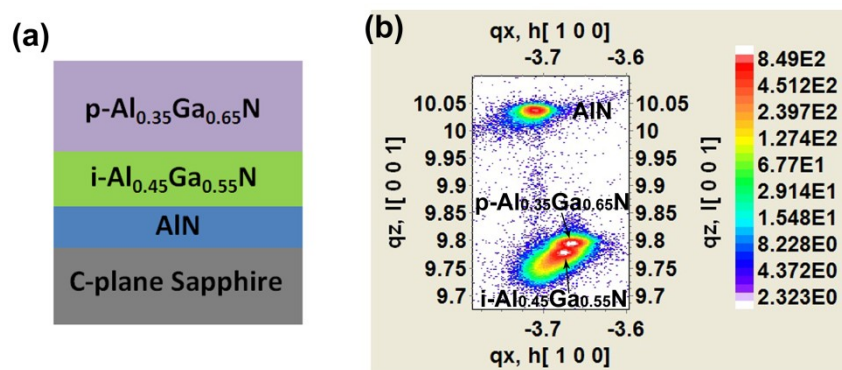 (a)
p-Al0.35Ga0.65N
i-Al0.45Ga0.55N
AlN
C-plane Sapphire
(b)
qx, h[ 1 0 0]
-3.7 -3.6
qz, l[ 0 0 1]
10.05
10
9.95
9.9
9.85
9.8
9.75
9.7
AlN
p-Al0.35Ga0.65N
i-Al0.45Ga0.55N
10.05
10
9.95
9.9
9.85
9.8
9.75
9.7
qz, l[ 0 0 1]
-3.7 -3.6
qx, h[ 1 0 0]
8.49E2
4.512E2
2.397E2
1.274E2
6.77E1
2.914E1
1.548E1
8.228E0
4.372E0
2.323E0